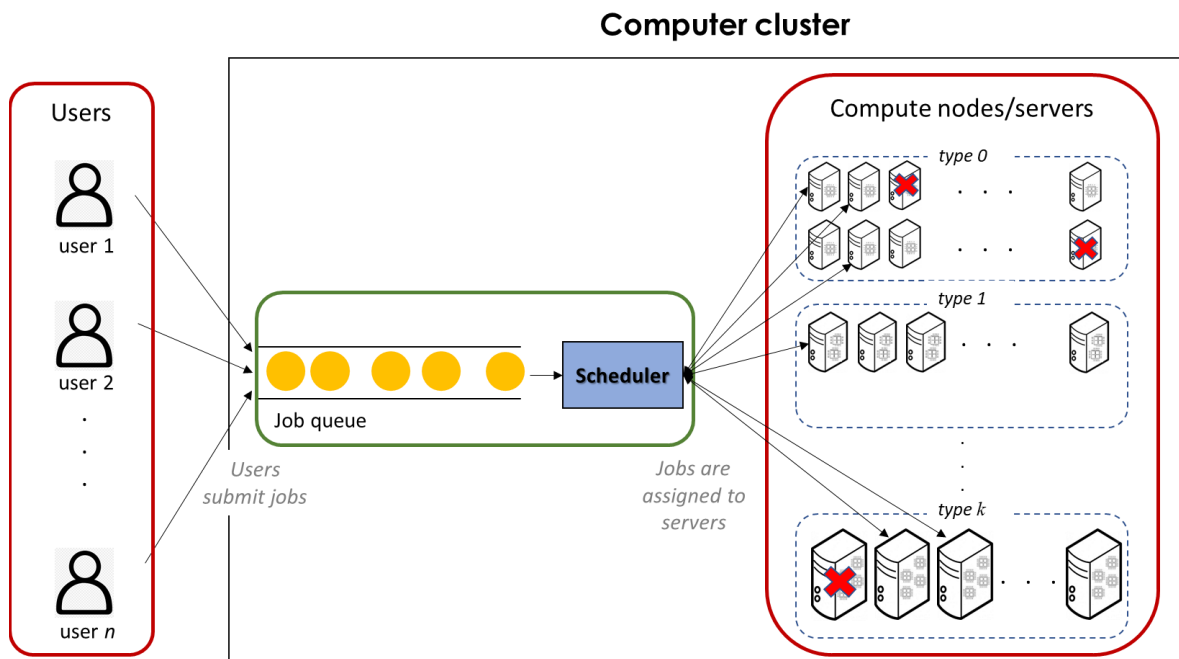 Computer cluster
Users
user 1
user 2
user n
Users
submit jobs
Job queue
Scheduler
Jobs are
assigned to
servers
Compute nodes/servers
type 0
type 1
type k